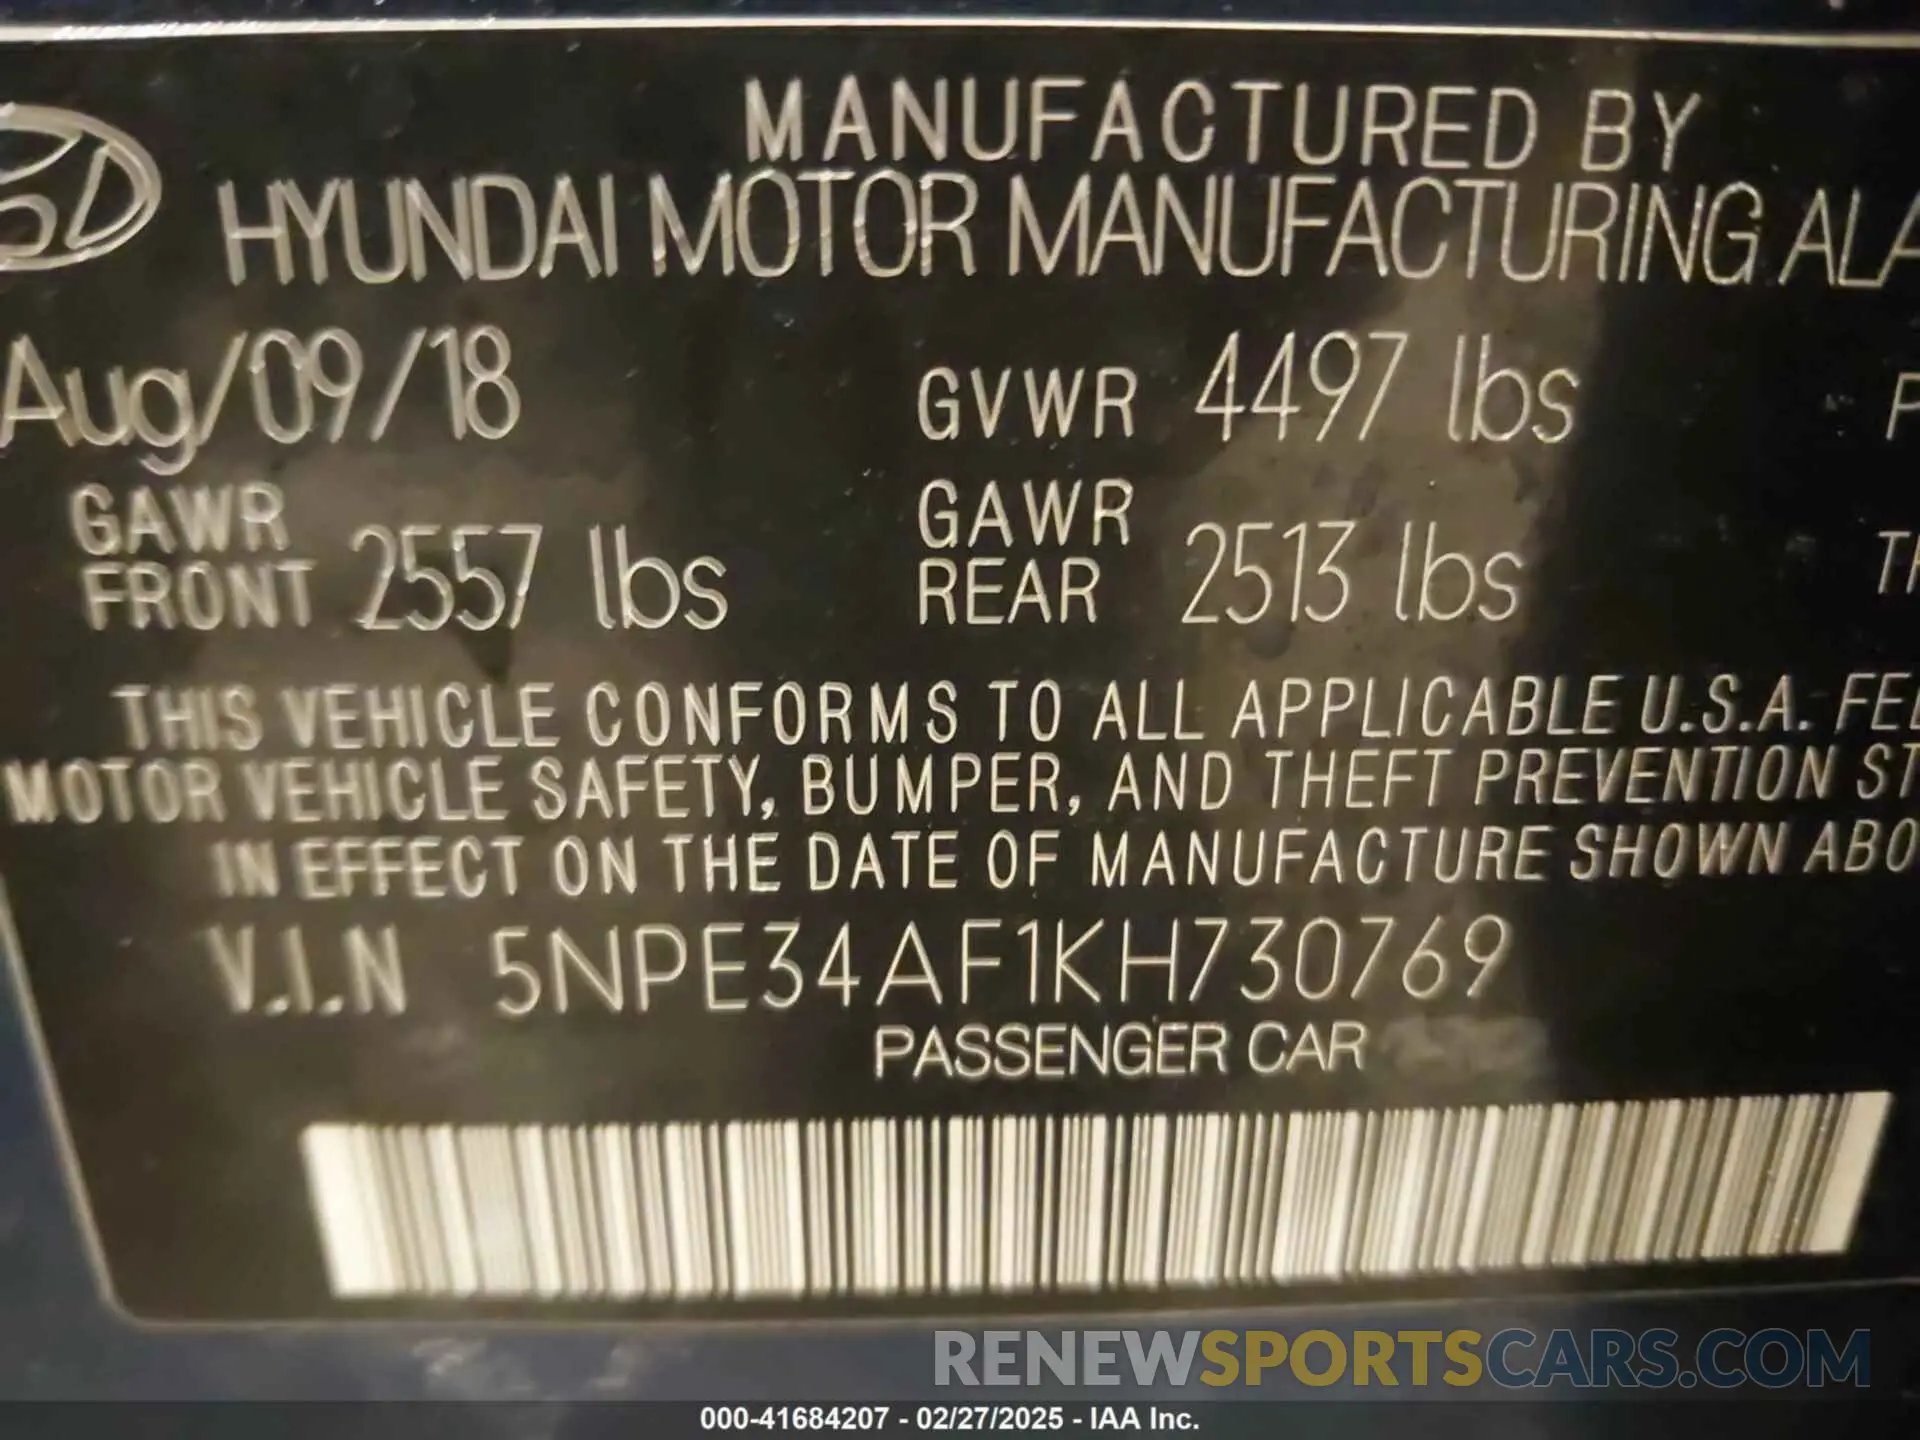 MANUFACTURED BY
HYUNDAI MOTOR MANUFACTURING ALA
Aug/09/18 GVWR 4497 lbs P
GAWR FRONT 2557 lbs GAWR REAR 2513 lbs
THIS VEHICLE CONFORMS TO ALL APPLICABLE U.S.A. FE
MOTOR VEHICLE SAFETY, BUMPER, AND THEFT PREVENTION ST
IN EFFECT ON THE DATE OF MANUFACTURE SHOWN ABO
V.I.N 5NPE34AF1KH730769
PASSENGER CAR
RENEWSPORTSCARS.COM
000-41684207 - 02/27/2025 - IAA Inc.